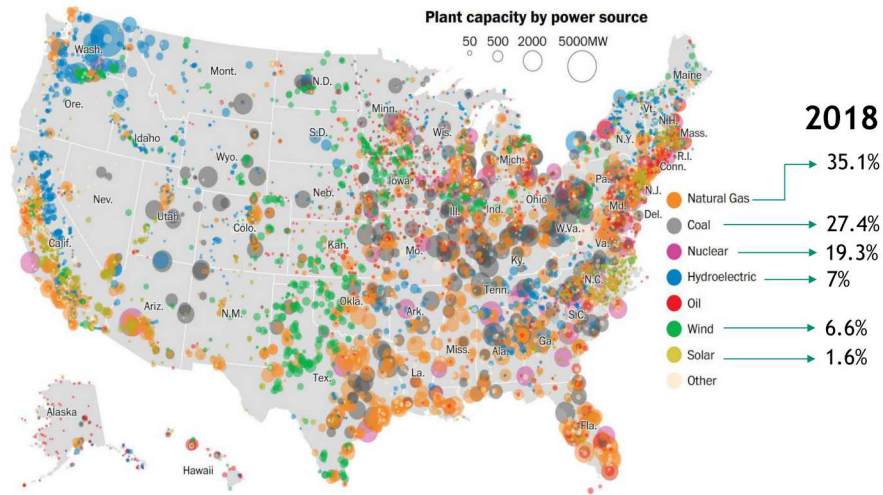 Plant capacity by power source
50 500 2000 5000MW
Wash.
Mont.
N.D.
Maine
Ore.
Minn.
Vt.
2018
Idaho
S.D.
Wis.
N.H.
N.Y.
Mass.
Wyo.
Mich.
R.I.
Conn.
35.1%
Iowa
Pa.
Nev.
Neb.
Ohio
N.J.
Natural Gas
Utah
Ill.
Ind.
Md.
Del.
Colo.
W.Va.
Coal
27.4%
Calif.
Kan.
Mo.
Va.
Nuclear
19.3%
Ky.
Hydroelectric
7%
N.C.
Tenn.
Ariz.
Okla.
Oil
N.M.
Ark.
S.C.
Wind
6.6%
Miss.
Ala.
Ga.
Solar
1.6%
Tex.
La.
Other
Alaska
Fla.
Hawaii